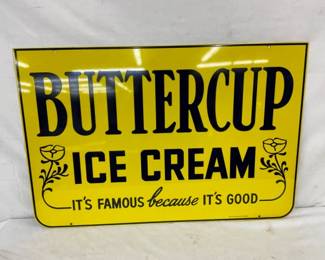 BUTTERCUP
ICE CREAM
IT'S FAMOUS because IT'S GOOD